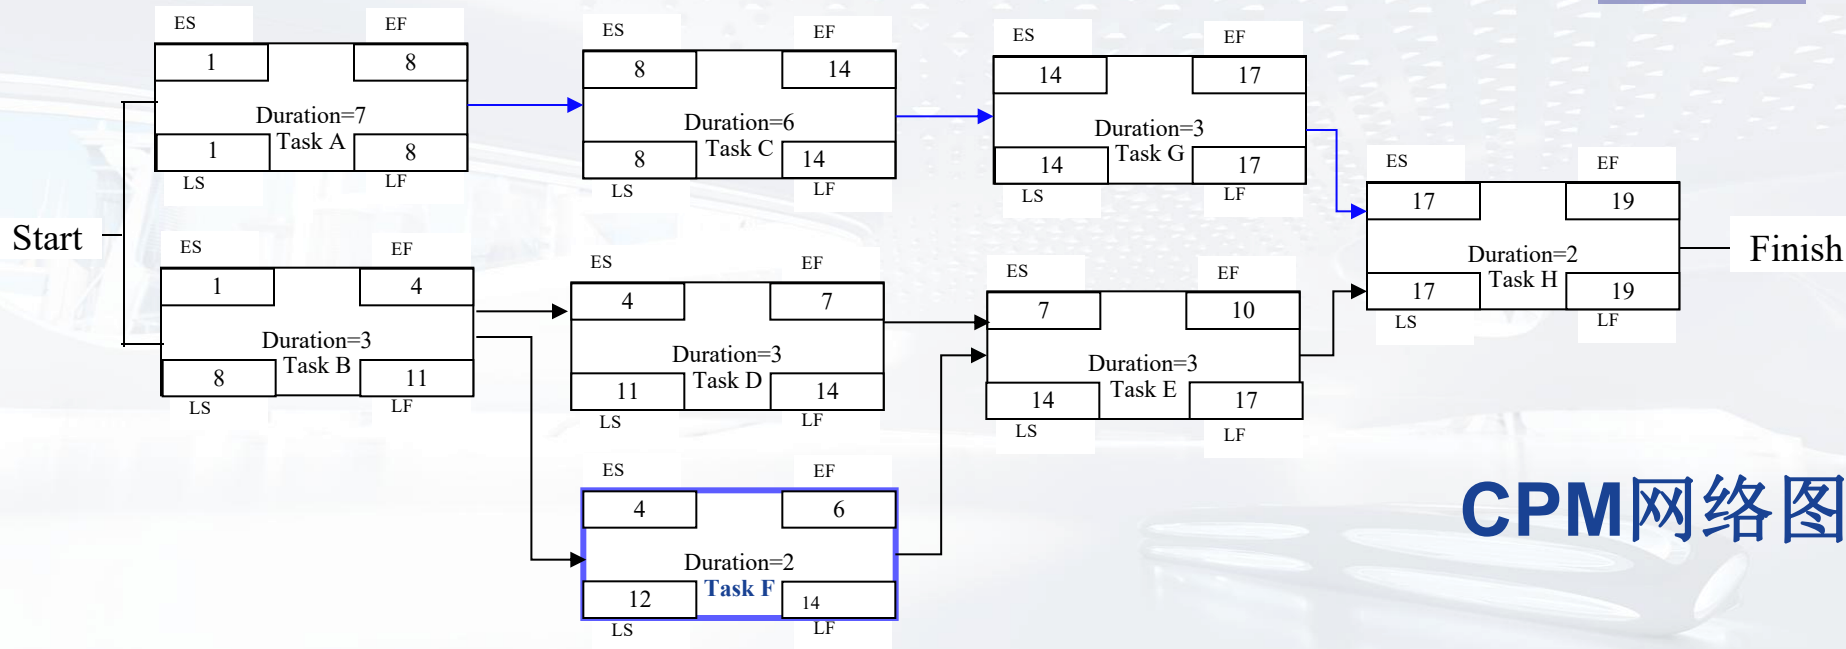 ES EF
1 8
Duration=7
Task A
1 8
LS LF
ES EF
8 14
Duration=6
Task C
8 14
LS LF
ES EF
14 17
Duration=3
Task G
14 17
LS LF
ES EF
17 19
Duration=2
Task H
17 19
LS LF
Start
Finish
ES EF
1 4
Duration=3
Task B
8 11
LS LF
ES EF
4 7
Duration=3
Task D
11 14
LS LF
ES EF
7 10
Duration=3
Task E
14 17
LS LF
ES EF
4 6
Duration=2
Task F
12 14
LS LF
CPM网络图